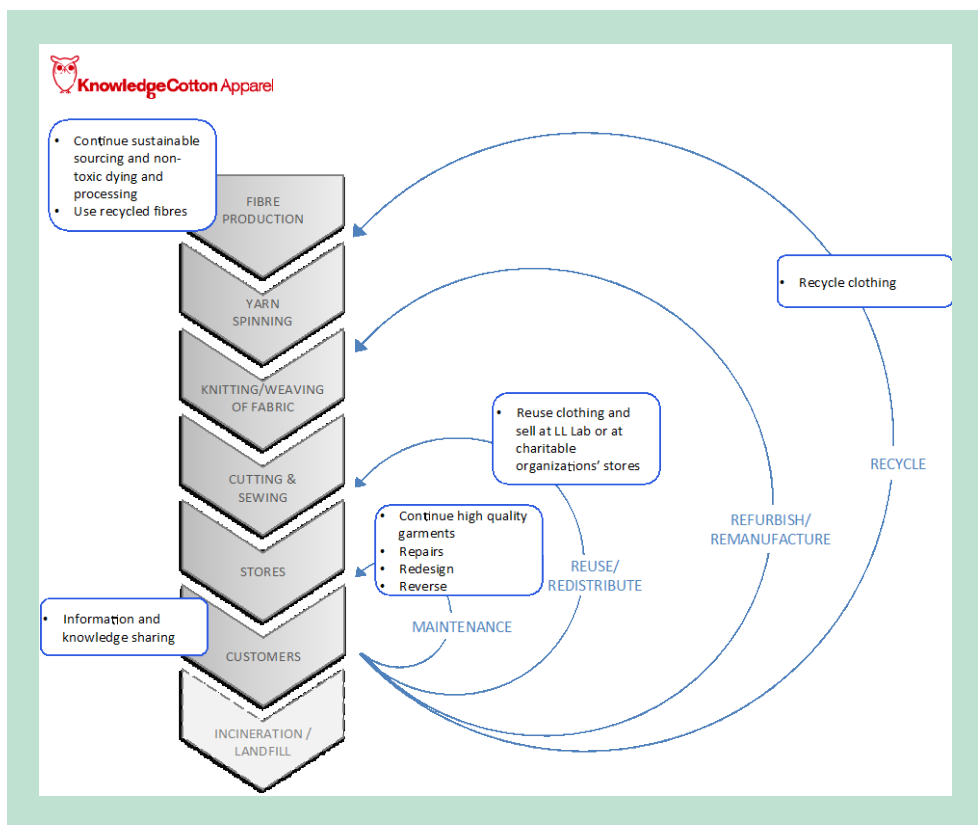 KnowledgeCotton Apparel
• Continue sustainable
sourcing and non-
toxic dying and
processing
• Use recycled fibres
FIBRE
PRODUCTION
YARN
SPINNING
KNITTING/WEAVING
OF FABRIC
CUTTING &
SEWING
STORES
• Information and
knowledge sharing
CUSTOMERS
INCINERATION /
LANDFILL
• Continue high quality
garments
• Repairs
• Redesign
• Reverse
MAINTENANCE
• Reuse clothing and
sell at LL Lab or at
charitable
organizations’ stores
REUSE/
REDISTRIBUTE
REFURBISH/
REMANUFACTURE
• Recycle clothing
RECYCLE